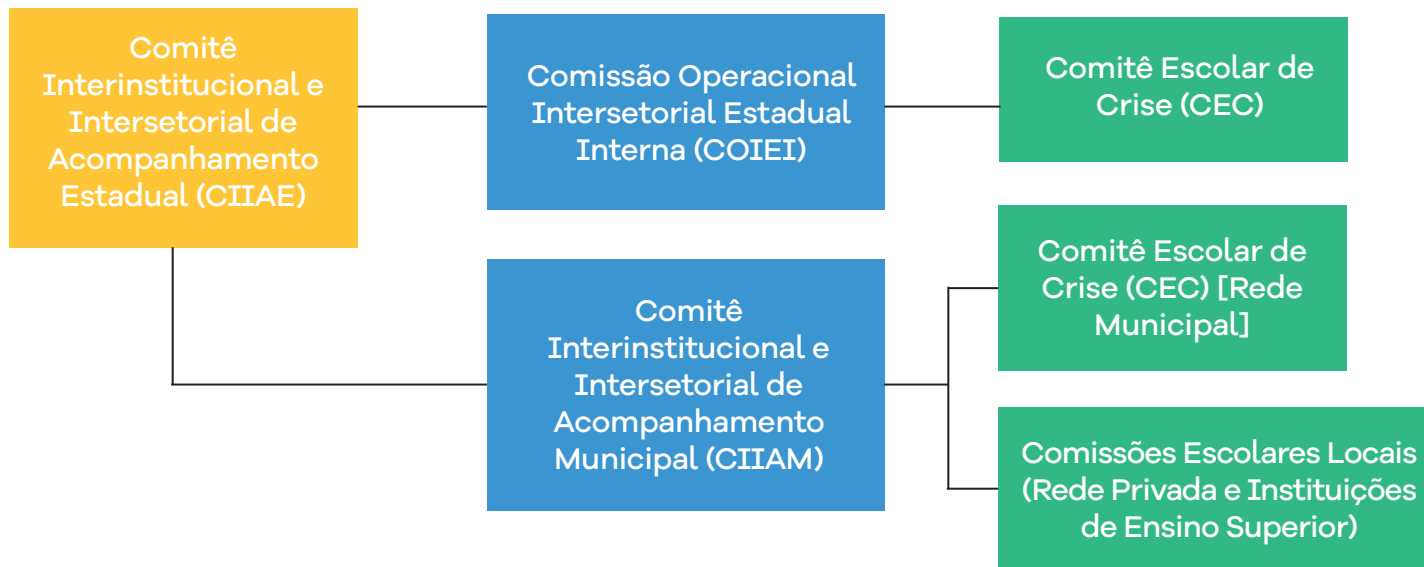 Comitê
Interinstitucional e
Intersetorial de
Acompanhamento
Estadual (CIIAE)
Comissão Operacional
Intersetorial Estadual
Interna (COIEI)
Comitê Escolar de
Crise (CEC)
Comitê
Interinstitucional e
Intersetorial de
Acompanhamento
Municipal (CIIAM)
Comitê Escolar de
Crise (CEC) [Rede
Municipal]
Comissões Escolares Locais
(Rede Privada e Instituições
de Ensino Superior)